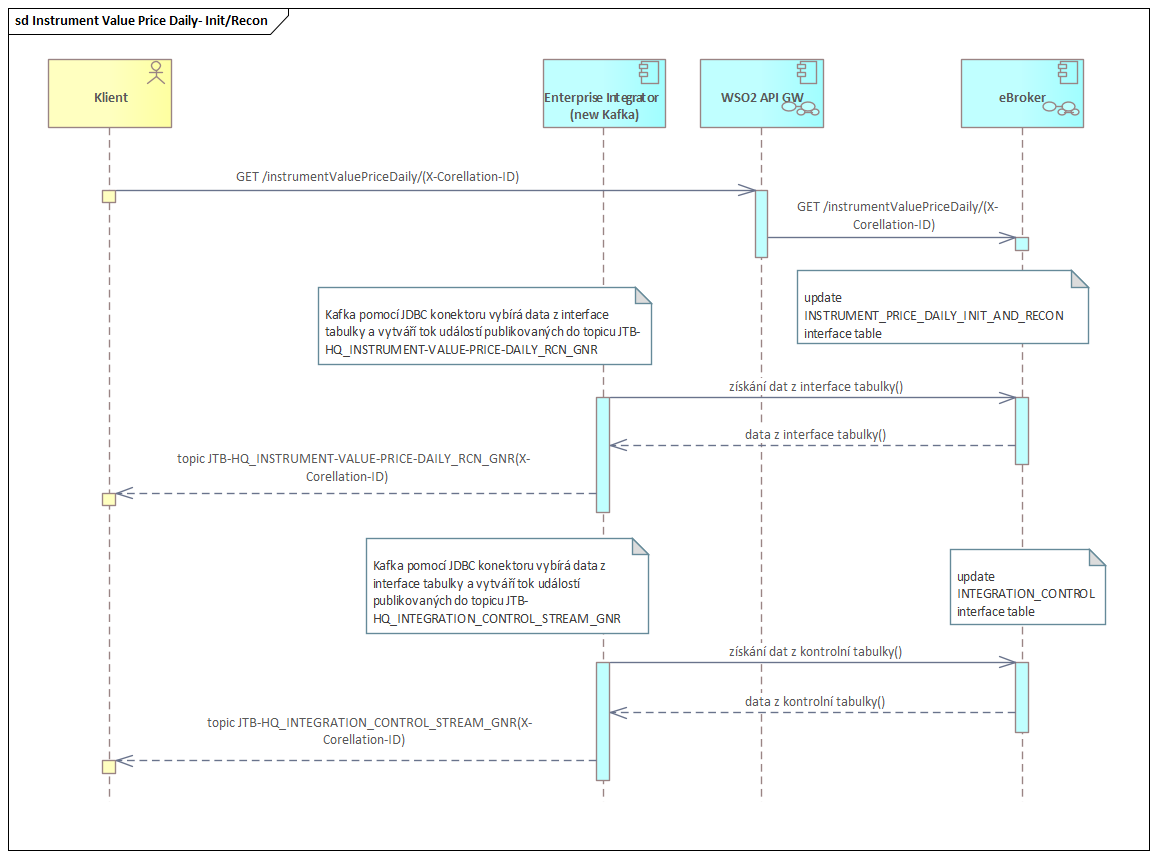 sd Instrument Value Price Daily- Init/Recon
Klient
Enterprise Integrator
(new Kafka)
WSO2 API GW
eBroker
GET /instrumentValuePriceDaily/(X-Corellation-ID)
GET /instrumentValuePriceDaily/(X-
Corellation-ID)
update
INSTRUMENT_PRICE_DAILY_INIT_AND_RECON
interface table
Kafka pomocí JDBC konektoru vybírá data z interface
tabulky a vytváří tok událostí publikovaných do topicu JTB-
HQ_INSTRUMENT-VALUE-PRICE-DAILY_RCN_GNR
získání dat z interface tabulky()
data z interface tabulky()
topic JTB-HQ_INSTRUMENT-VALUE-PRICE-DAILY_RCN_GNR(X-
Corellation-ID)
Kafka pomocí JDBC konektoru vybírá data z
interface tabulky a vytváří tok událostí
publikovaných do topicu JTB-
HQ_INTEGRATION_CONTROL_STREAM_GNR
update
INTEGRATION_CONTROL
interface table
získání dat z kontrolní tabulky()
data z kontrolní tabulky()
topic JTB-HQ_INTEGRATION_CONTROL_STREAM_GNR(X-
Corellation-ID)